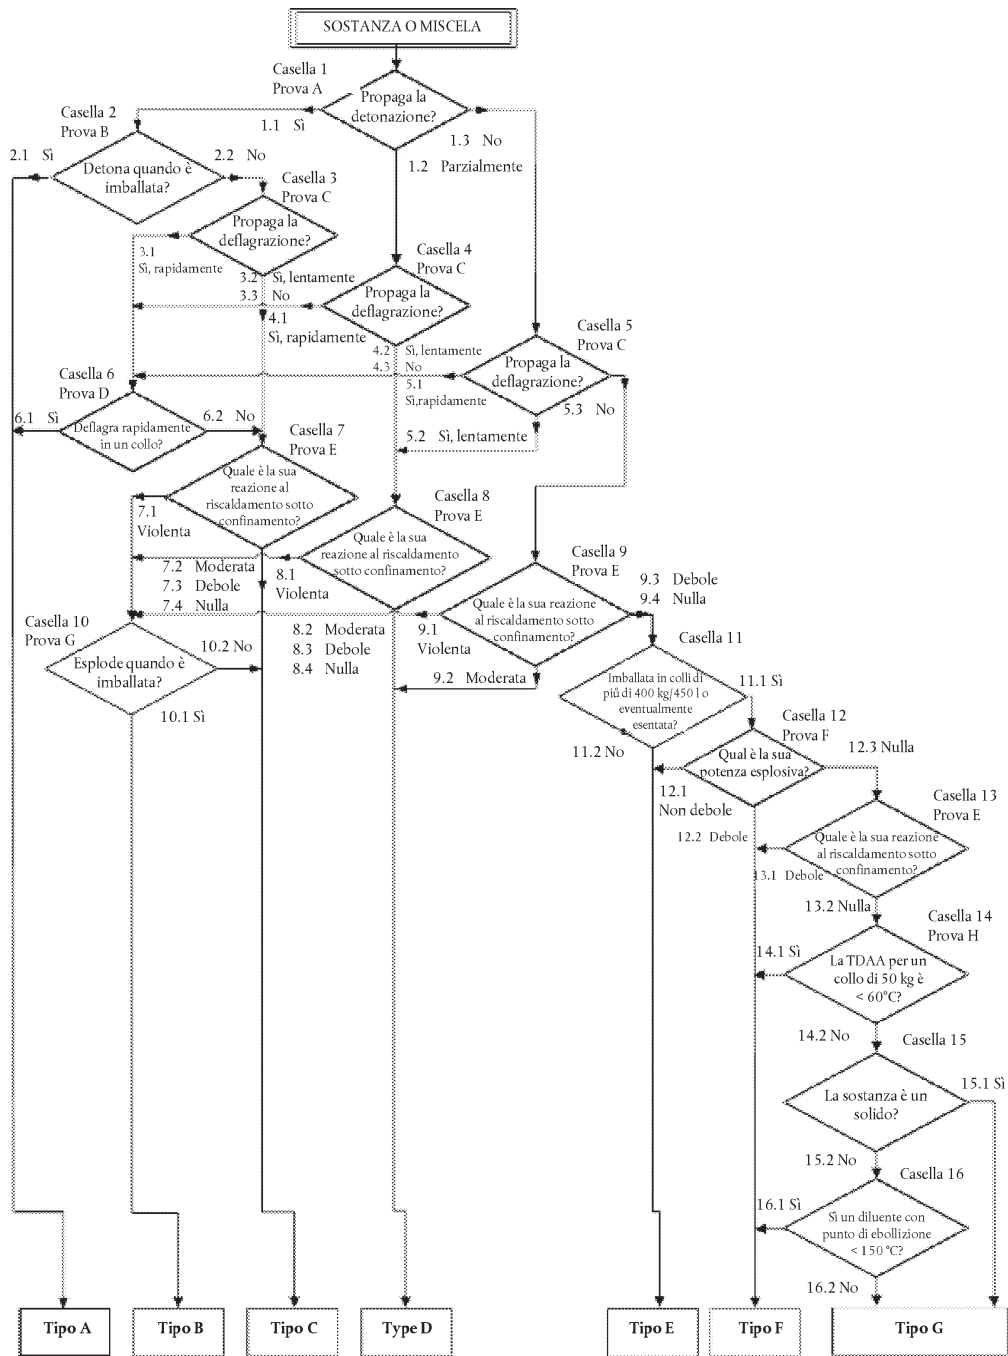 SOSTANZA O MISCELA
Casella 1
Prova A
Propaga la
detonazione?
1.1 Sì
1.3 No
1.2 Parzialmente
Casella 2
Prova B
2.1 Sì
2.2 No
Detona quando è
imballata?
Casella 3
Prova C
Propaga la
deflagrazione?
3.1
Sì, rapidamente
3.2 Sì, lentamente
3.3 No
Casella 4
Prova C
Propaga la
deflagrazione?
4.1
Sì, rapidamente
4.2 Sì, lentamente
4.3 No
Casella 5
Prova C
Propaga la
deflagrazione?
5.1
Sì,rapidamente
5.3 No
5.2 Sì, lentamente
Casella 6
Prova D
6.1 Sì
6.2 No
Deflagra rapidamente
in un collo?
Casella 7
Prova E
Quale è la sua
reazione al
riscaldamento sotto
confinamento?
7.1
Violenta
7.2 Moderata
7.3 Debole
7.4 Nulla
Casella 8
Prova E
Quale è la sua
reazione al riscaldamento
sotto confinamento?
8.1
Violenta
8.2 Moderata
8.3 Debole
8.4 Nulla
Casella 9
Prova E
Quale è la sua reazione
al riscaldamento sotto
confinamento?
9.3 Debole
9.4 Nulla
9.1
Violenta
9.2 Moderata
Casella 10
Prova G
Esplode quando è
imballata?
10.2 No
10.1 Sì
Casella 11
Imballata in colli di
più di 400 kg/450 l o
eventualmente
esentata?
11.1 Sì
11.2 No
Casella 12
Prova F
Qual è la sua
potenza esplosiva?
12.3 Nulla
12.1
Non debole
12.2 Debole
Casella 13
Prova E
Quale è la sua reazione
al riscaldamento sotto
confinamento?
13.1 Debole
13.2 Nulla
Casella 14
Prova H
14.1 Sì
La TDAA per un
collo di 50 kg è
< 60°C?
14.2 No
Casella 15
La sostanza è un
solido?
15.1 Sì
15.2 No
Casella 16
16.1 Sì
Sì un diluente con
punto di ebollizione
< 150 °C?
16.2 No
Tipo A
Tipo B
Tipo C
Type D
Tipo E
Tipo F
Tipo G